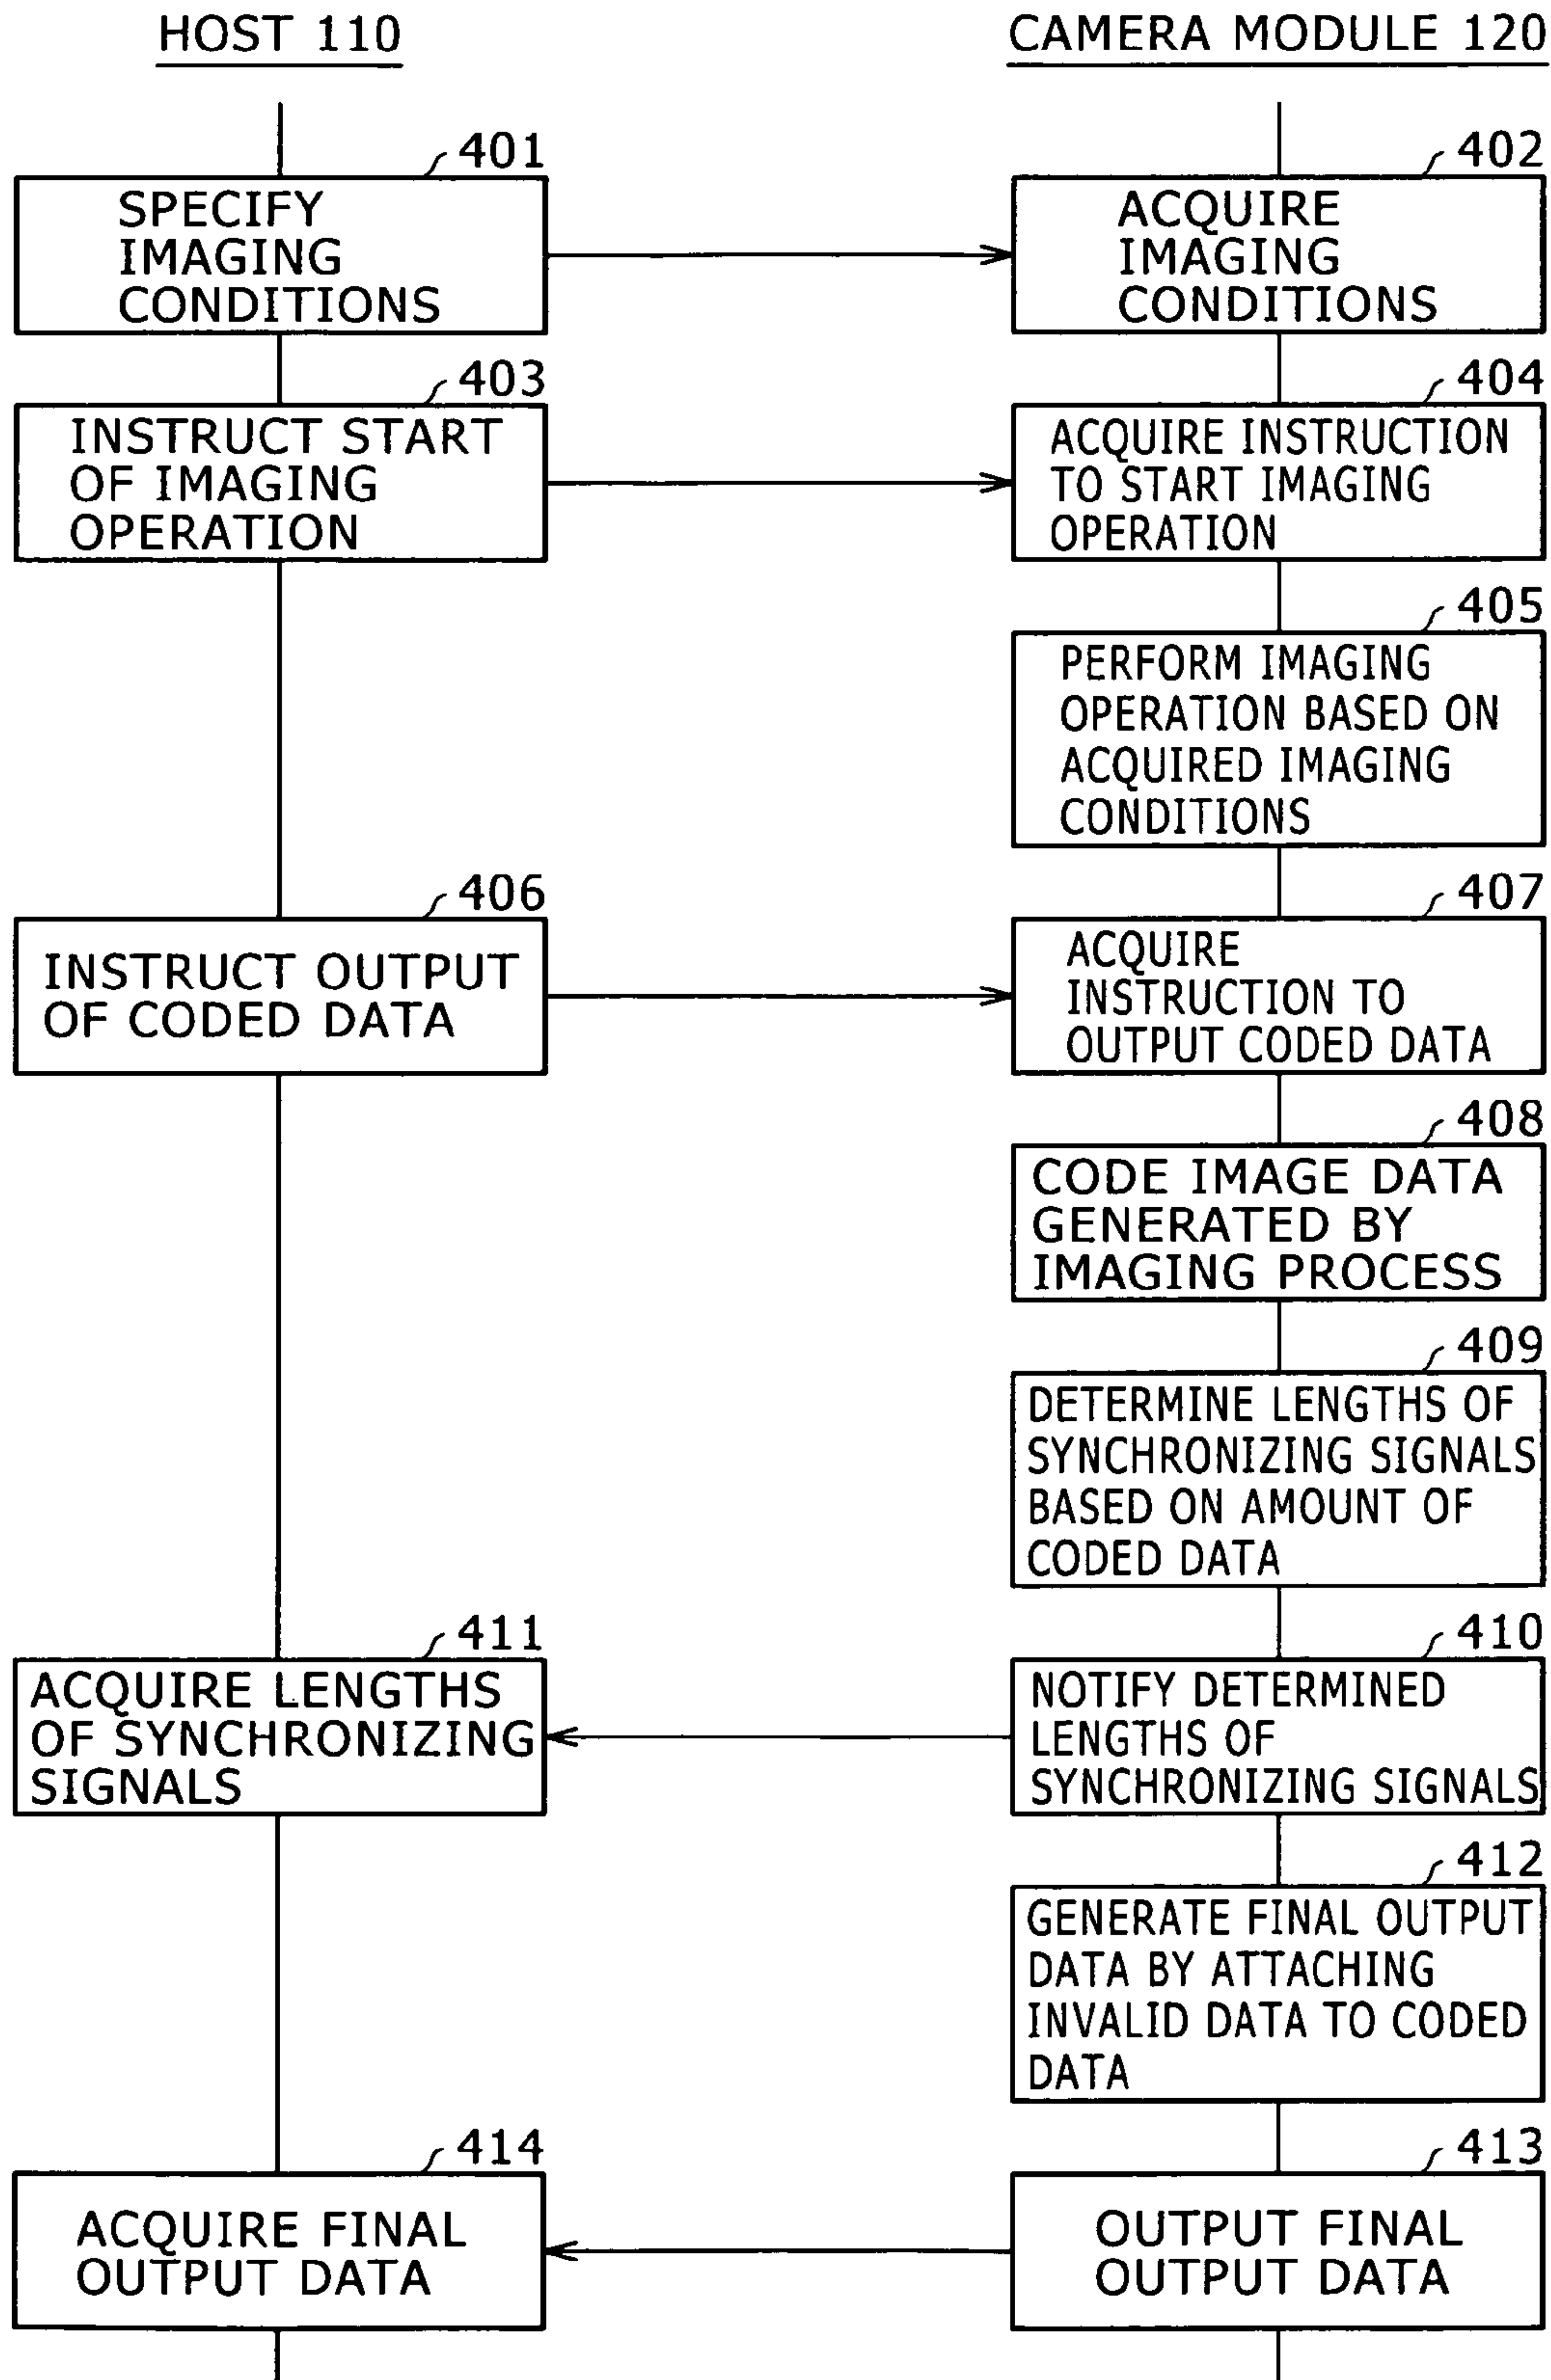 HOST 110
CAMERA MODULE 120
401
SPECIFY
IMAGING
CONDITIONS
402
ACQUIRE
IMAGING
CONDITIONS
403
INSTRUCT START
OF IMAGING
OPERATION
404
ACQUIRE INSTRUCTION
TO START IMAGING
OPERATION
405
PERFORM IMAGING
OPERATION BASED ON
ACQUIRED IMAGING
CONDITIONS
406
INSTRUCT OUTPUT
OF CODED DATA
407
ACQUIRE
INSTRUCTION TO
OUTPUT CODED DATA
408
CODE IMAGE DATA
GENERATED BY
IMAGING PROCESS
409
DETERMINE LENGTHS OF
SYNCHRONIZING SIGNALS
BASED ON AMOUNT OF
CODED DATA
411
ACQUIRE LENGTHS
OF SYNCHRONIZING
SIGNALS
410
NOTIFY DETERMINED
LENGTHS OF
SYNCHRONIZING SIGNALS
412
GENERATE FINAL OUTPUT
DATA BY ATTACHING
INVALID DATA TO CODED
DATA
414
ACQUIRE FINAL
OUTPUT DATA
413
OUTPUT FINAL
OUTPUT DATA